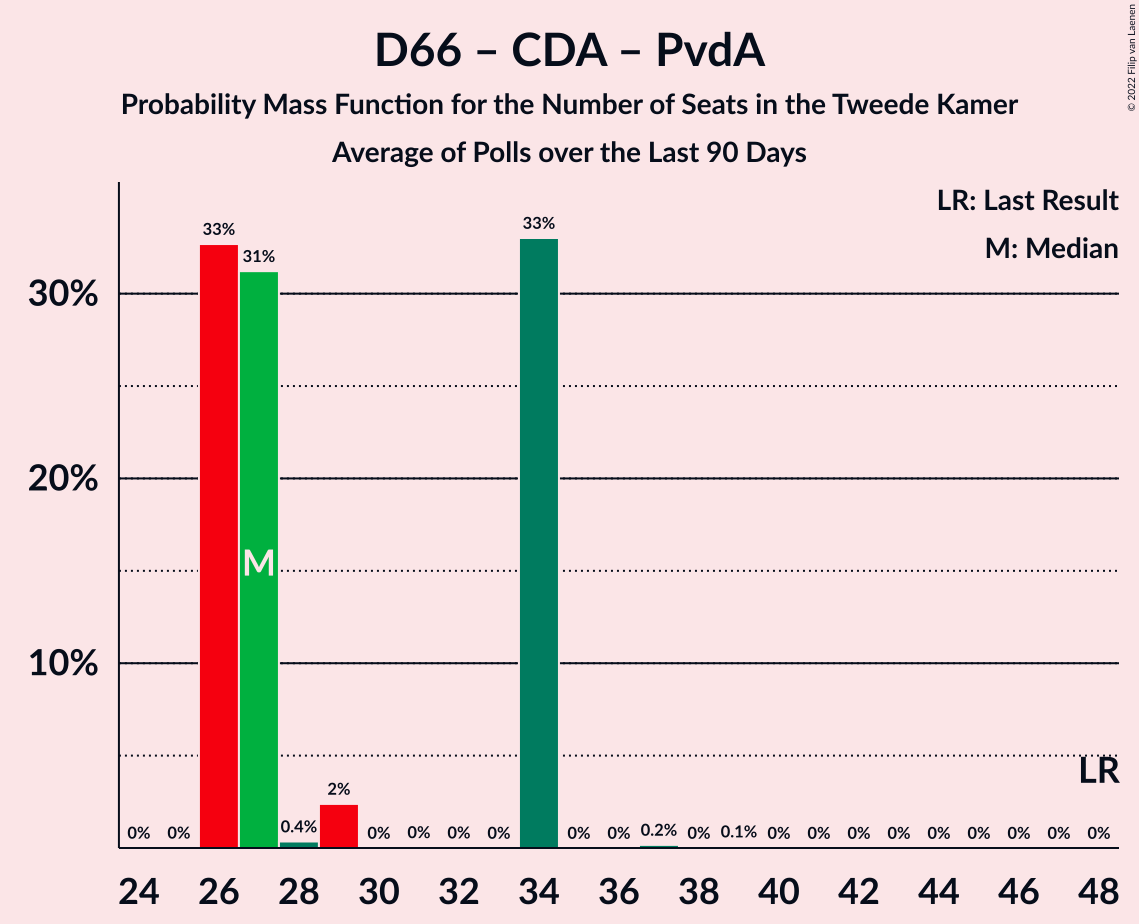 D66 – CDA – PvdA
Probability Mass Function for the Number of Seats in the Tweede Kamer
Average of Polls over the Last 90 Days
© 2022 Filip van Laenen
LR: Last Result
M: Median
33%
31%
33%
30%
20%
M
10%
LR
0% 0% 0.4% 2% 0% 0% 0% 0% 0% 0% 0.2% 0% 0.1% 0% 0% 0% 0% 0% 0% 0% 0% 0%
24 26 28 30 32 34 36 38 40 42 44 46 48